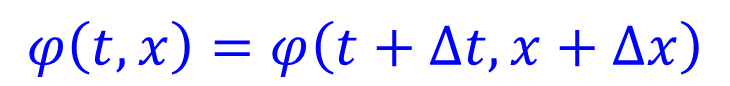 φ(t, x) = φ(t + Δt, x + Δx)